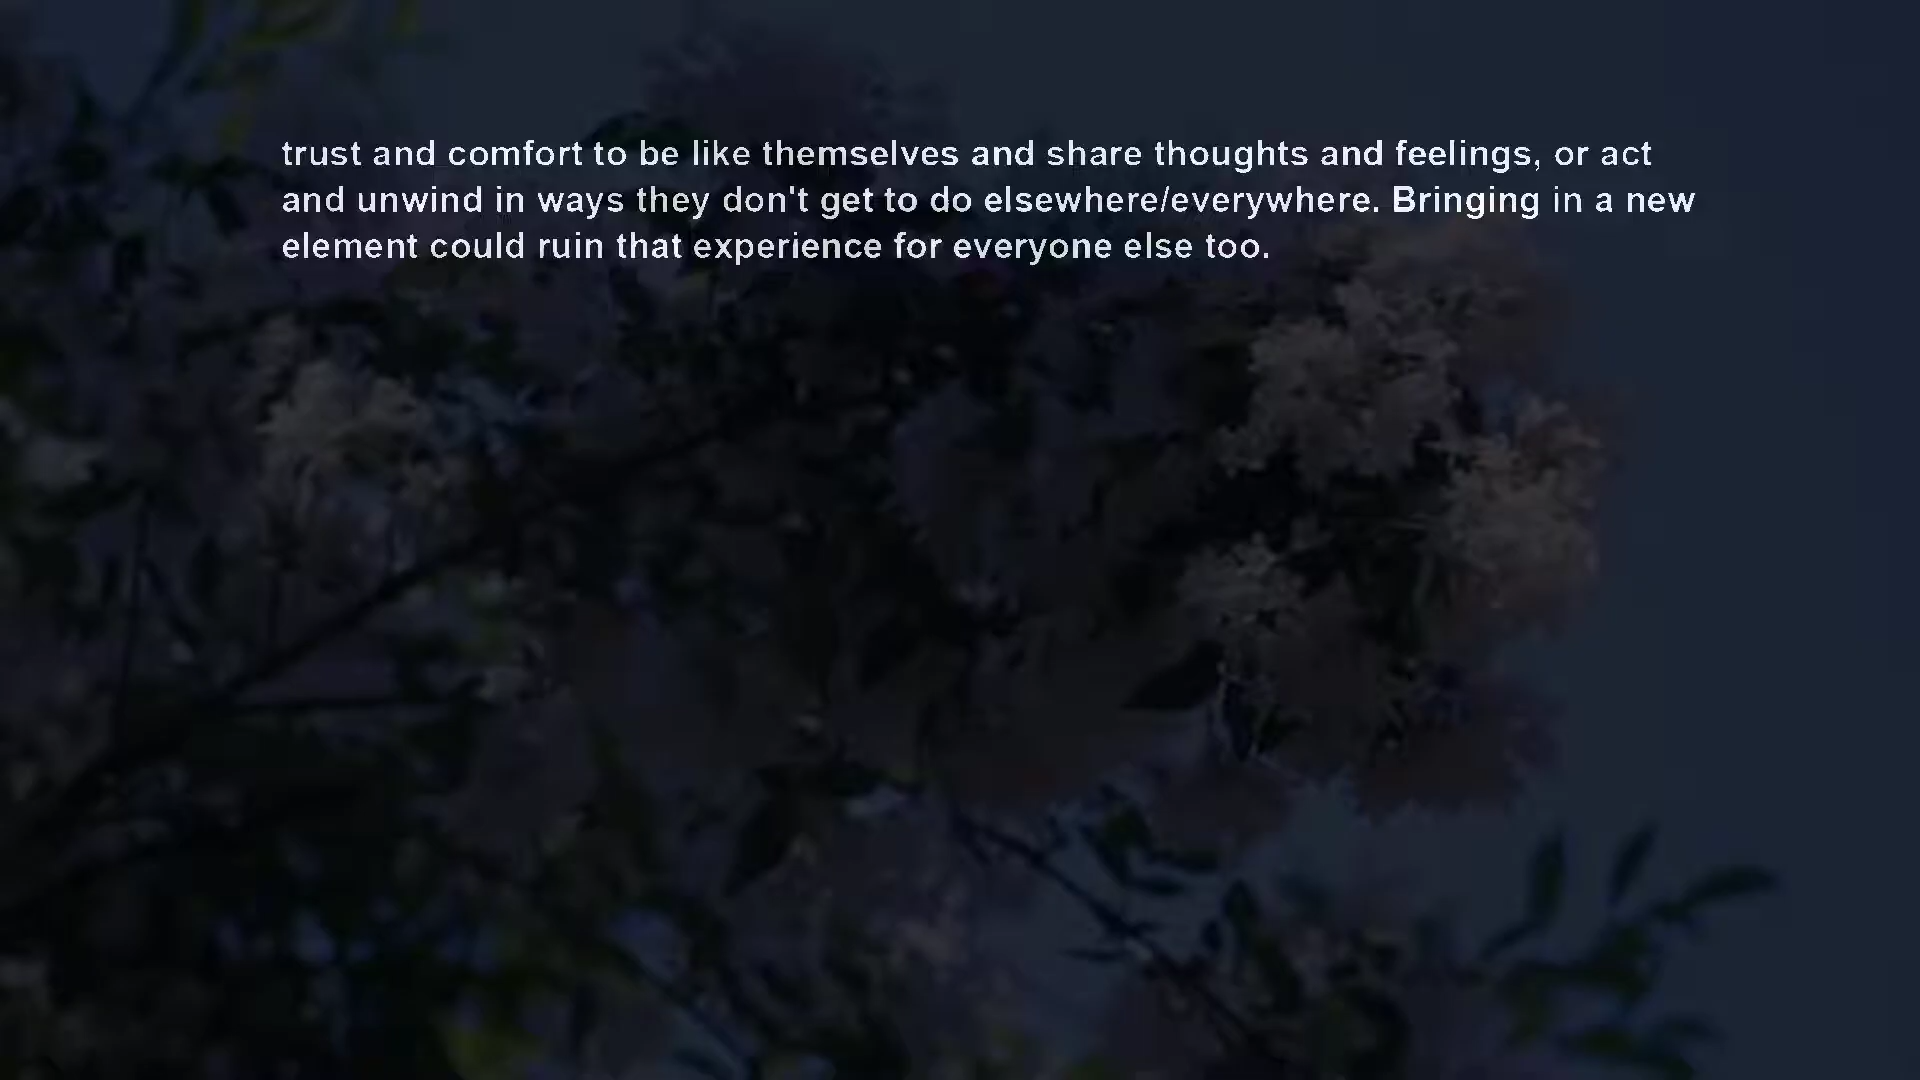 trust and comfort to be like themselves and share thoughts and feelings, or act
and unwind in ways they don't get to do elsewhere/everywhere. Bringing in a new
element could ruin that experience for everyone else too.